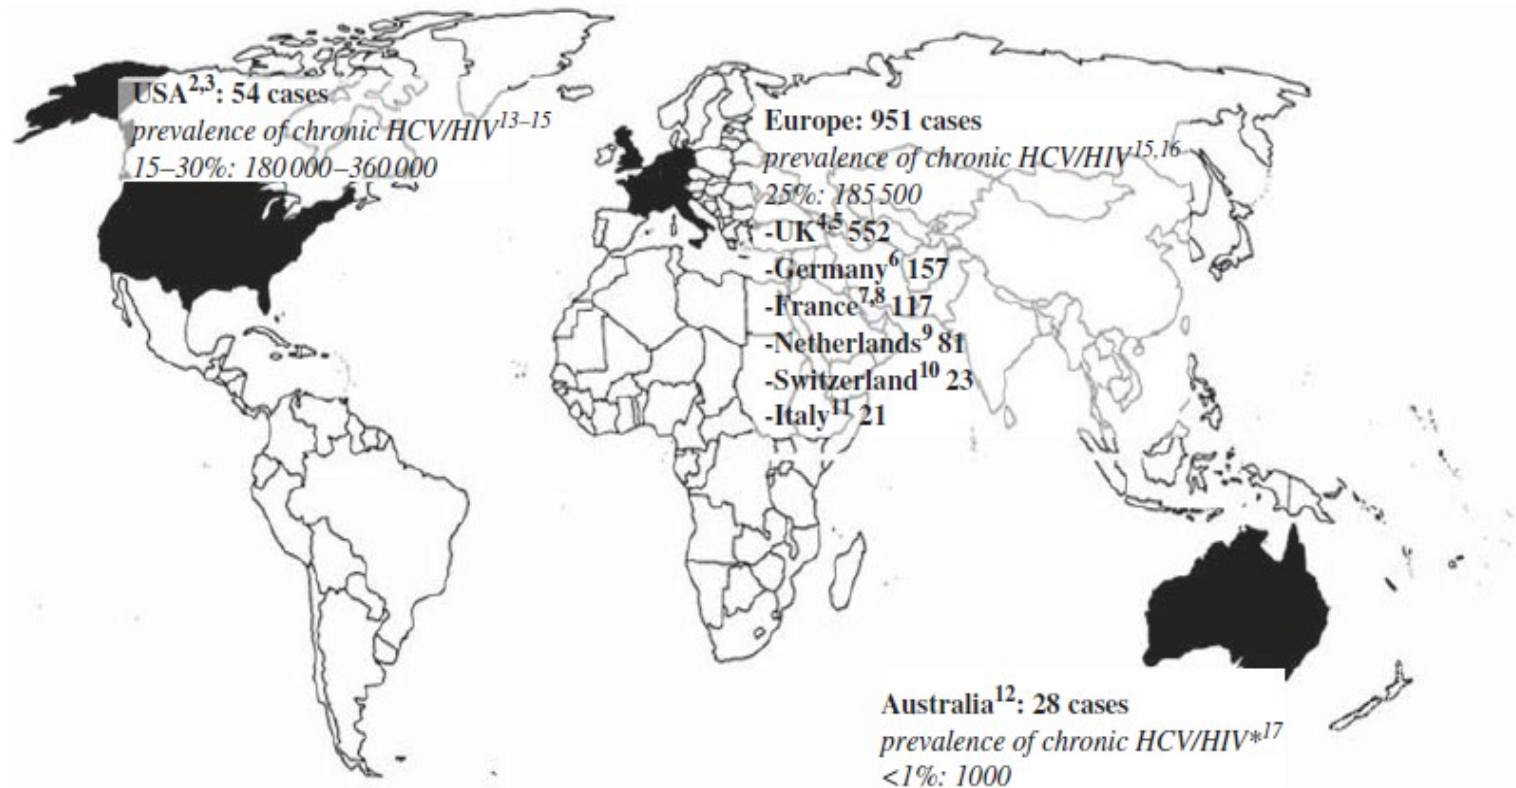 USA2,3: 54 cases
prevalence of chronic HCV/HIV13–15
15–30%: 180 000–360 000
Europe: 951 cases
prevalence of chronic HCV/HIV15,16
25%: 185 500
-UK4,5 552
-Germany6 157
-France7,8 117
-Netherlands9 81
-Switzerland10 23
-Italy11 21
Australia12: 28 cases
prevalence of chronic HCV/HIV*17
<1%: 1000